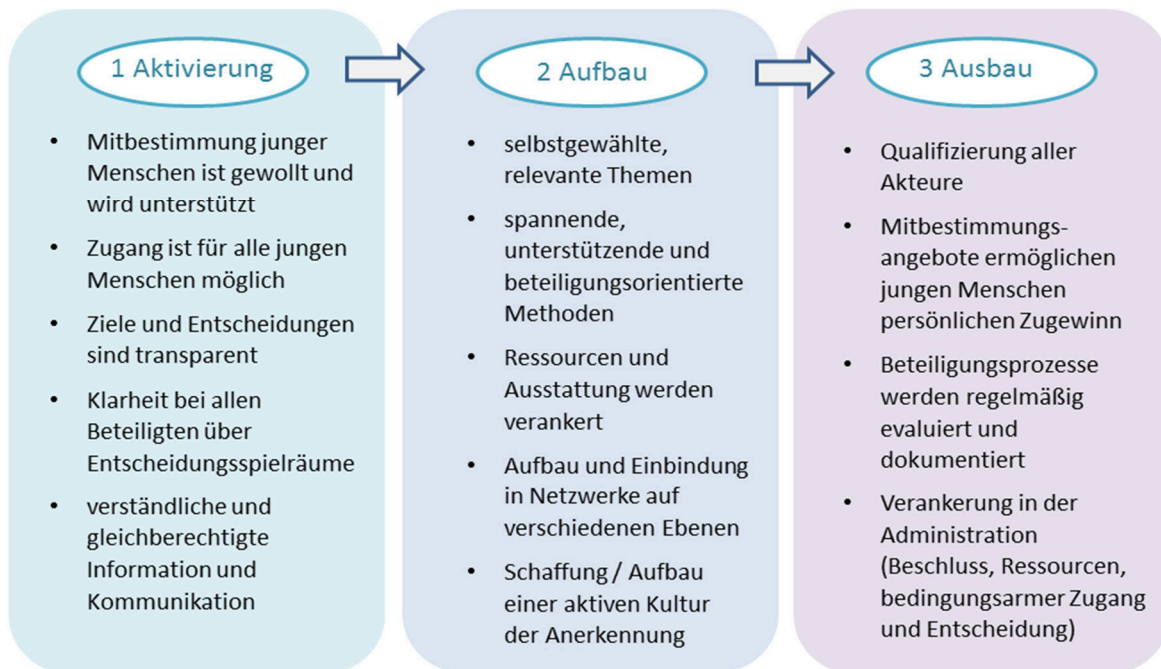 1 Aktivierung
• Mitbestimmung junger
Menschen ist gewollt und
wird unterstützt
• Zugang ist für alle jungen
Menschen möglich
• Ziele und Entscheidungen
sind transparent
• Klarheit bei allen
Beteiligten über
Entscheidungsspielräume
• verständliche und
gleichberechtigte
Information und
Kommunikation
2 Aufbau
• selbstgewählte,
relevante Themen
• spannende,
unterstützende und
beteiligungsorientierte
Methoden
• Ressourcen und
Ausstattung werden
verankert
• Aufbau und Einbindung
in Netzwerke auf
verschiedenen Ebenen
• Schaffung / Aufbau
einer aktiven Kultur
der Anerkennung
3 Ausbau
• Qualifizierung aller
Akteure
• Mitbestimmungs-
angebote ermöglichen
jungen Menschen
persönlichen Zugewinn
• Beteiligungsprozesse
werden regelmäßig
evaluiert und
dokumentiert
• Verankerung in der
Administration
(Beschluss, Ressourcen,
bedingungsarmer Zugang
und Entscheidung)